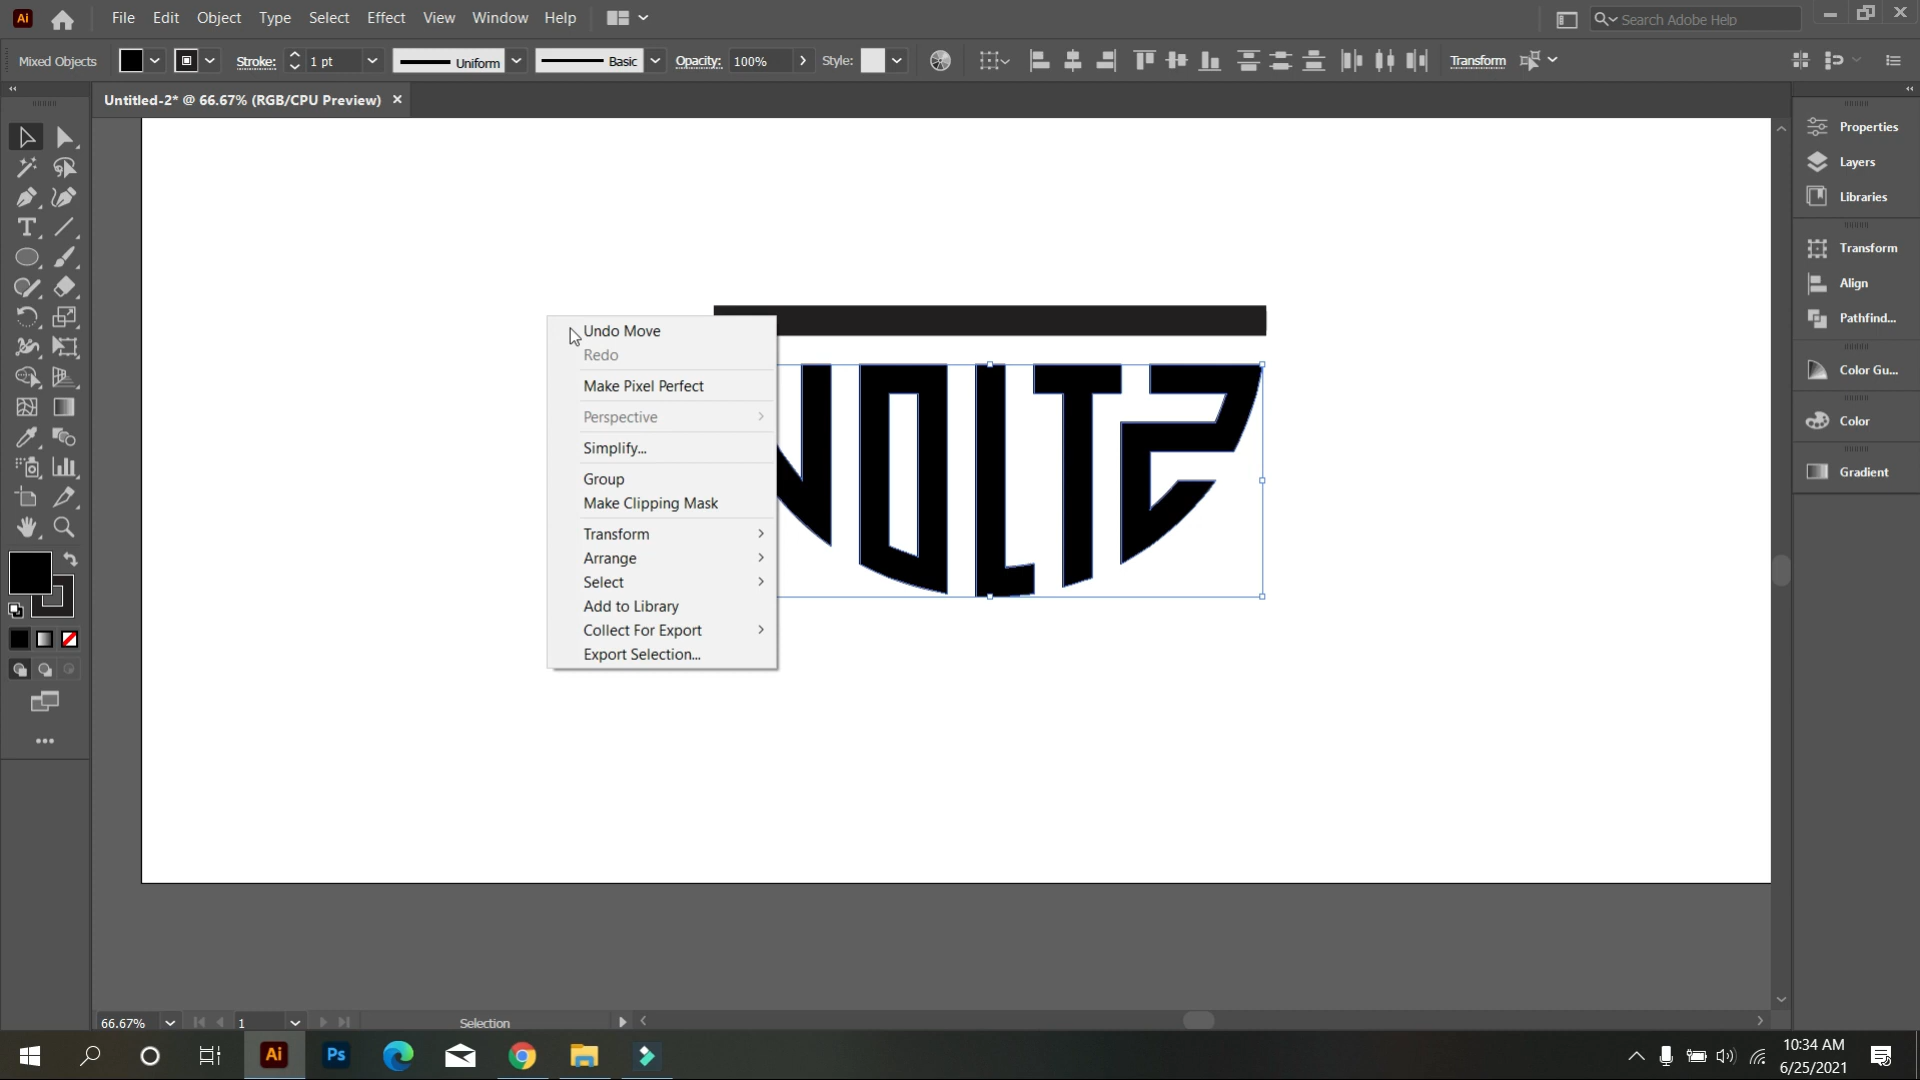 Ai File Edit Object Type Select Effect View Window Help Search Adobe Help
Mixed Objects Stroke: 1 pt Uniform Basic Opacity: 100% Style: Transform
Untitled-2* @ 66.67% (RGB/CPU Preview)
Properties
Layers
Libraries
Transform
Align
Pathfind...
Color Gu...
Color
Gradient
Undo Move
Redo
Make Pixel Perfect
Perspective
Simplify...
Group
Make Clipping Mask
Transform
Arrange
Select
Add to Library
Collect For Export
Export Selection...
66.67% 1 Selection
Ai Ps
10:34 AM
6/25/2021